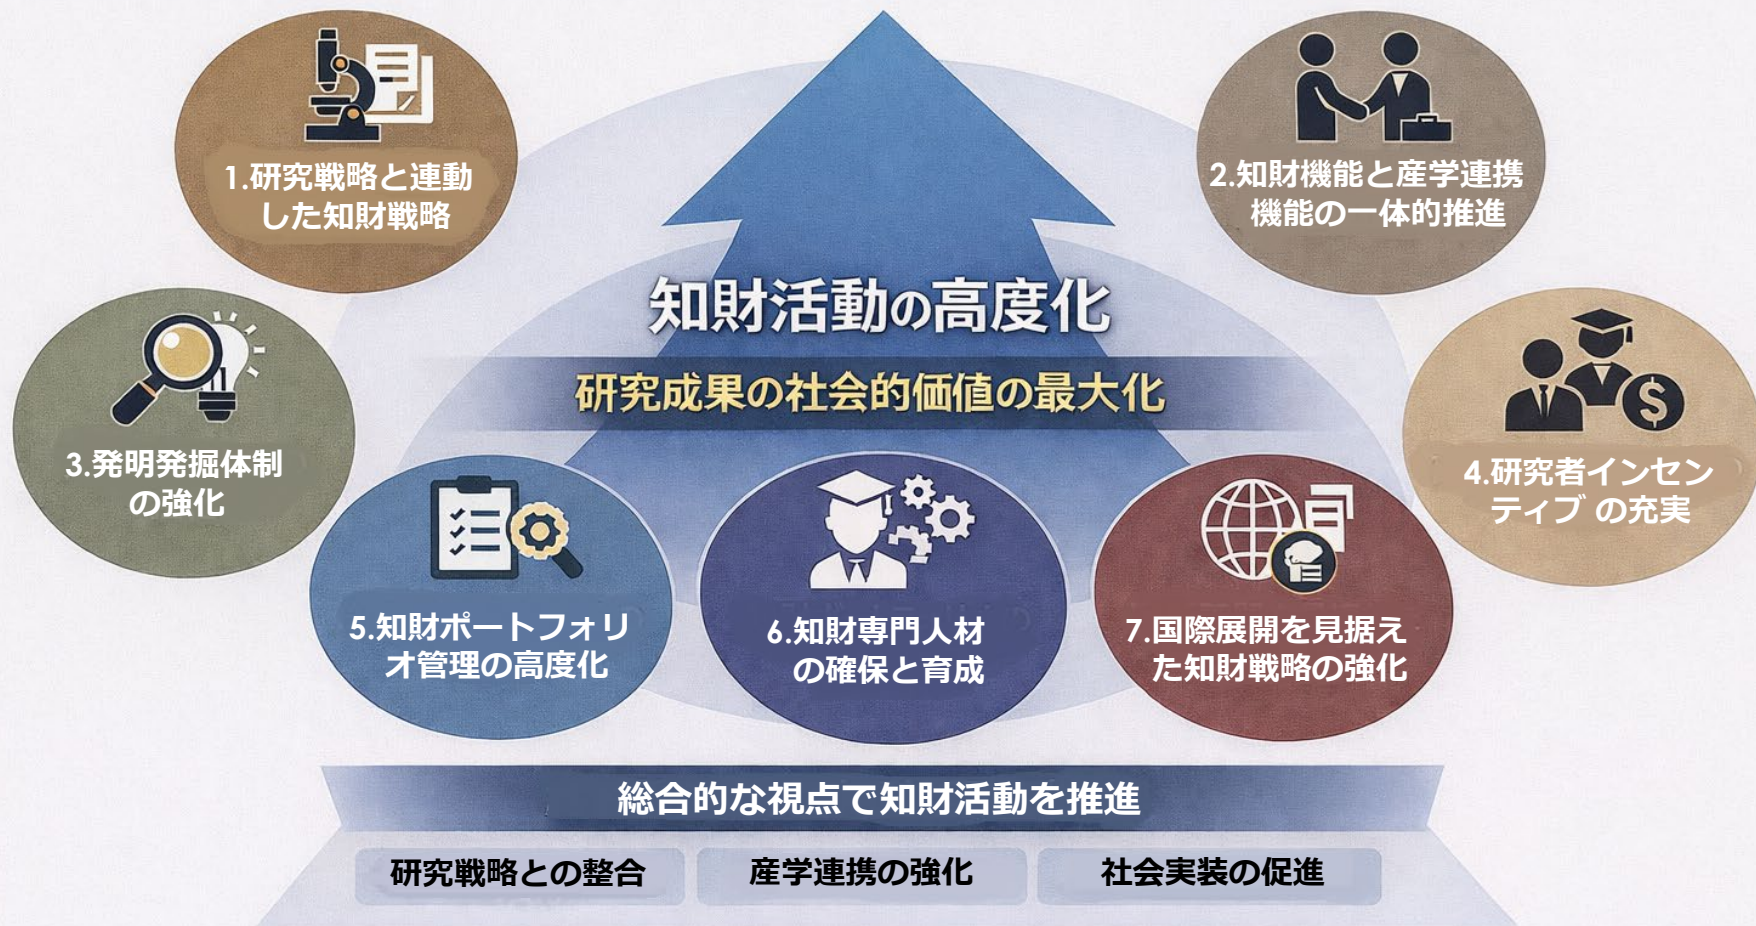 1.研究戦略と連動
した知財戦略
2.知財機能と産学連携
機能の一体的推進
知財活動の高度化
研究成果の社会的価値の最大化
3.発明発掘体制
の強化
4.研究者インセン
ティブ の充実
5.知財ポートフォリ
オ管理の高度化
6.知財専門人材
の確保と育成
7.国際展開を見据え
た知財戦略の強化
総合的な視点で知財活動を推進
研究戦略との整合
産学連携の強化
社会実装の促進